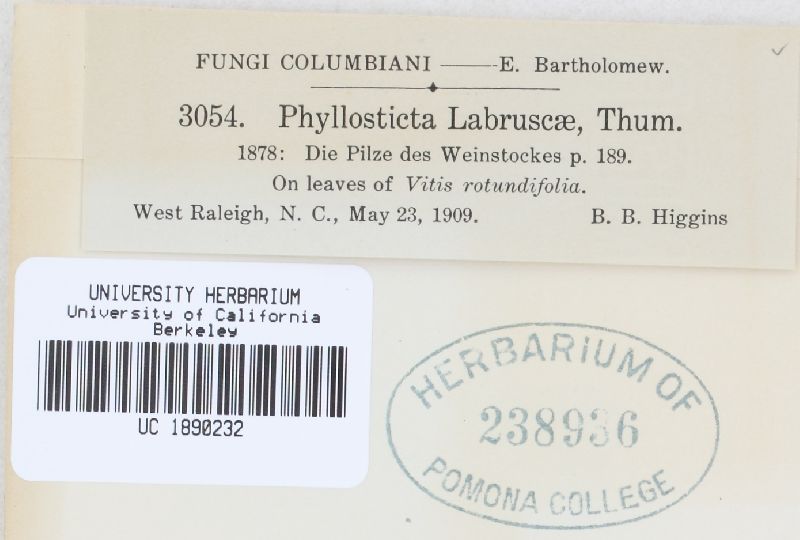 FUNGI COLUMBIANI ——— E. Bartholomew.
3054. Phyllosticta Labruscæ, Thum.
1878: Die Pilze des Weinstockes p. 189.
On leaves of Vitis rotundifolia.
West Raleigh, N. C., May 23, 1909. B. B. Higgins
UNIVERSITY HERBARIUM
University of California
Berkeley
UC 1890232
HERBARIUM OF
238936
POMONA COLLEGE